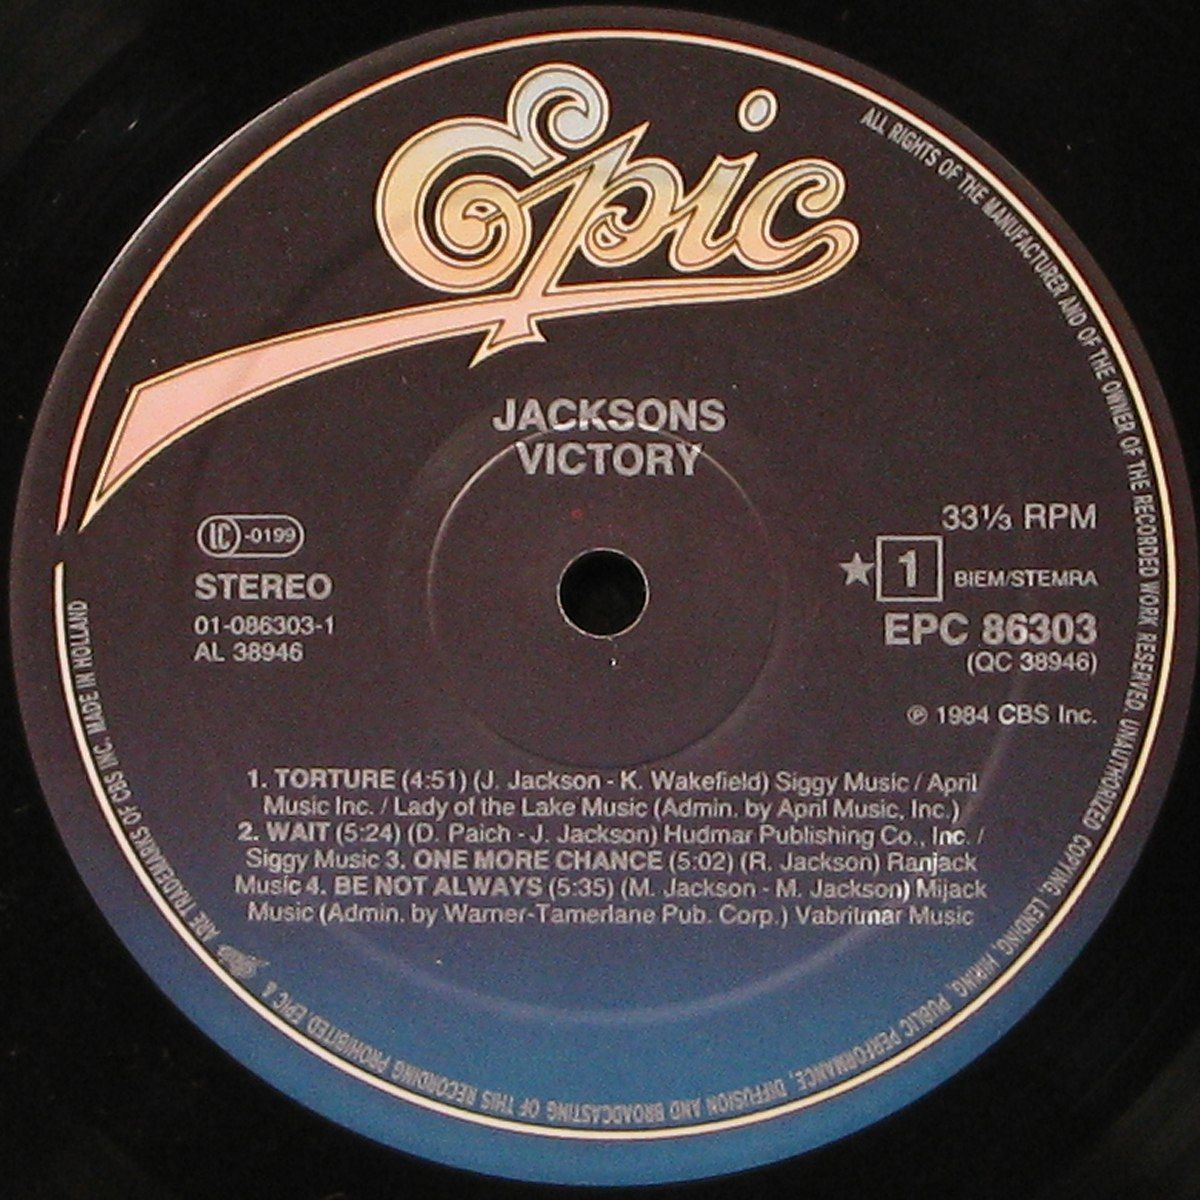 Epic
JACKSONS
VICTORY
LC-0199
STEREO
01-086303-1
AL 38946
33⅓ RPM
★ 1 BIEM/STEMRA
EPC 86303
(QC 38946)
℗ 1984 CBS Inc.
1. TORTURE (4:51) (J. Jackson - K. Wakefield) Siggy Music / April
Music Inc. / Lady of the Lake Music (Admin. by April Music, Inc.)
2. WAIT (5:24) (D. Paich - J. Jackson) Hudmar Publishing Co., Inc. /
Siggy Music 3. ONE MORE CHANCE (5:02) (R. Jackson) Ranjack
Music 4. BE NOT ALWAYS (5:35) (M. Jackson - M. Jackson) Mijack
Music (Admin. by Warner-Tamerlane Pub. Corp.) Vabritmar Music
ALL RIGHTS OF THE MANUFACTURER AND OF THE OWNER OF THE RECORDED WORK RESERVED. UNAUTHORIZED COPYING, LENDING, HIRING, PUBLIC PERFORMANCE, DIFFUSION AND BROADCASTING OF THIS RECORDING PROHIBITED. EPIC & Epic ARE TRADEMARKS OF CBS INC. MADE IN HOLLAND